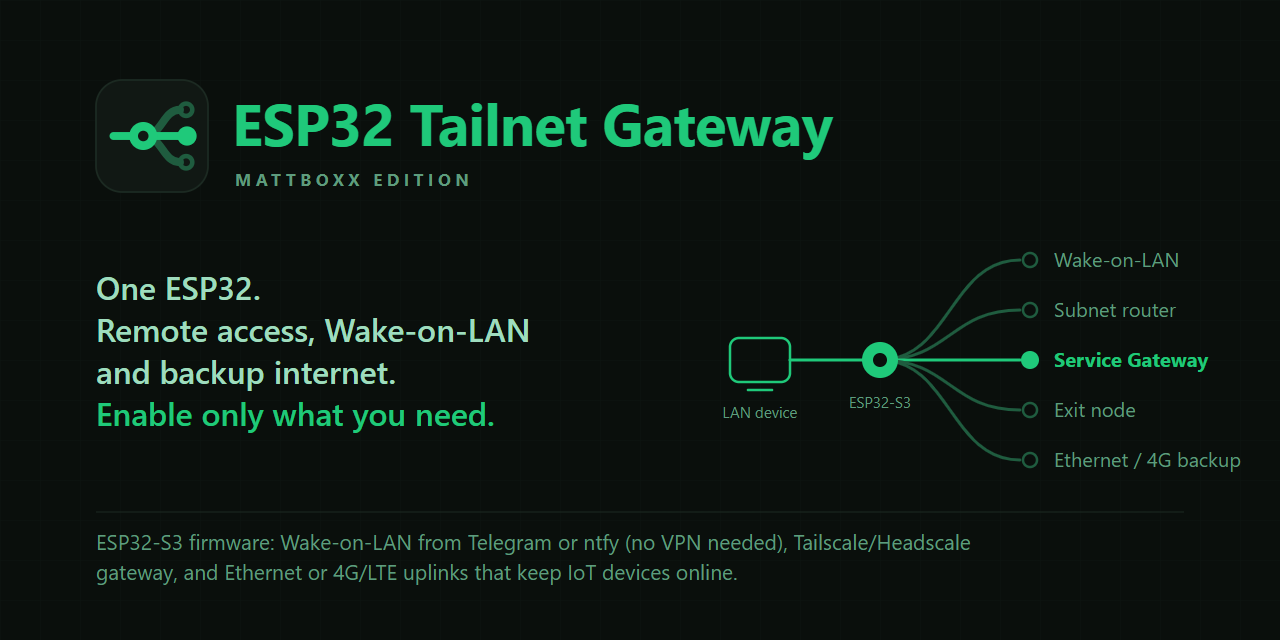 ESP32 Tailnet Gateway
MATTBOXX EDITION
One ESP32.
Remote access, Wake-on-LAN
and backup internet.
Enable only what you need.
LAN device
ESP32-S3
Wake-on-LAN
Subnet router
Service Gateway
Exit node
Ethernet / 4G backup
ESP32-S3 firmware: Wake-on-LAN from Telegram or ntfy (no VPN needed), Tailscale/Headscale
gateway, and Ethernet or 4G/LTE uplinks that keep IoT devices online.